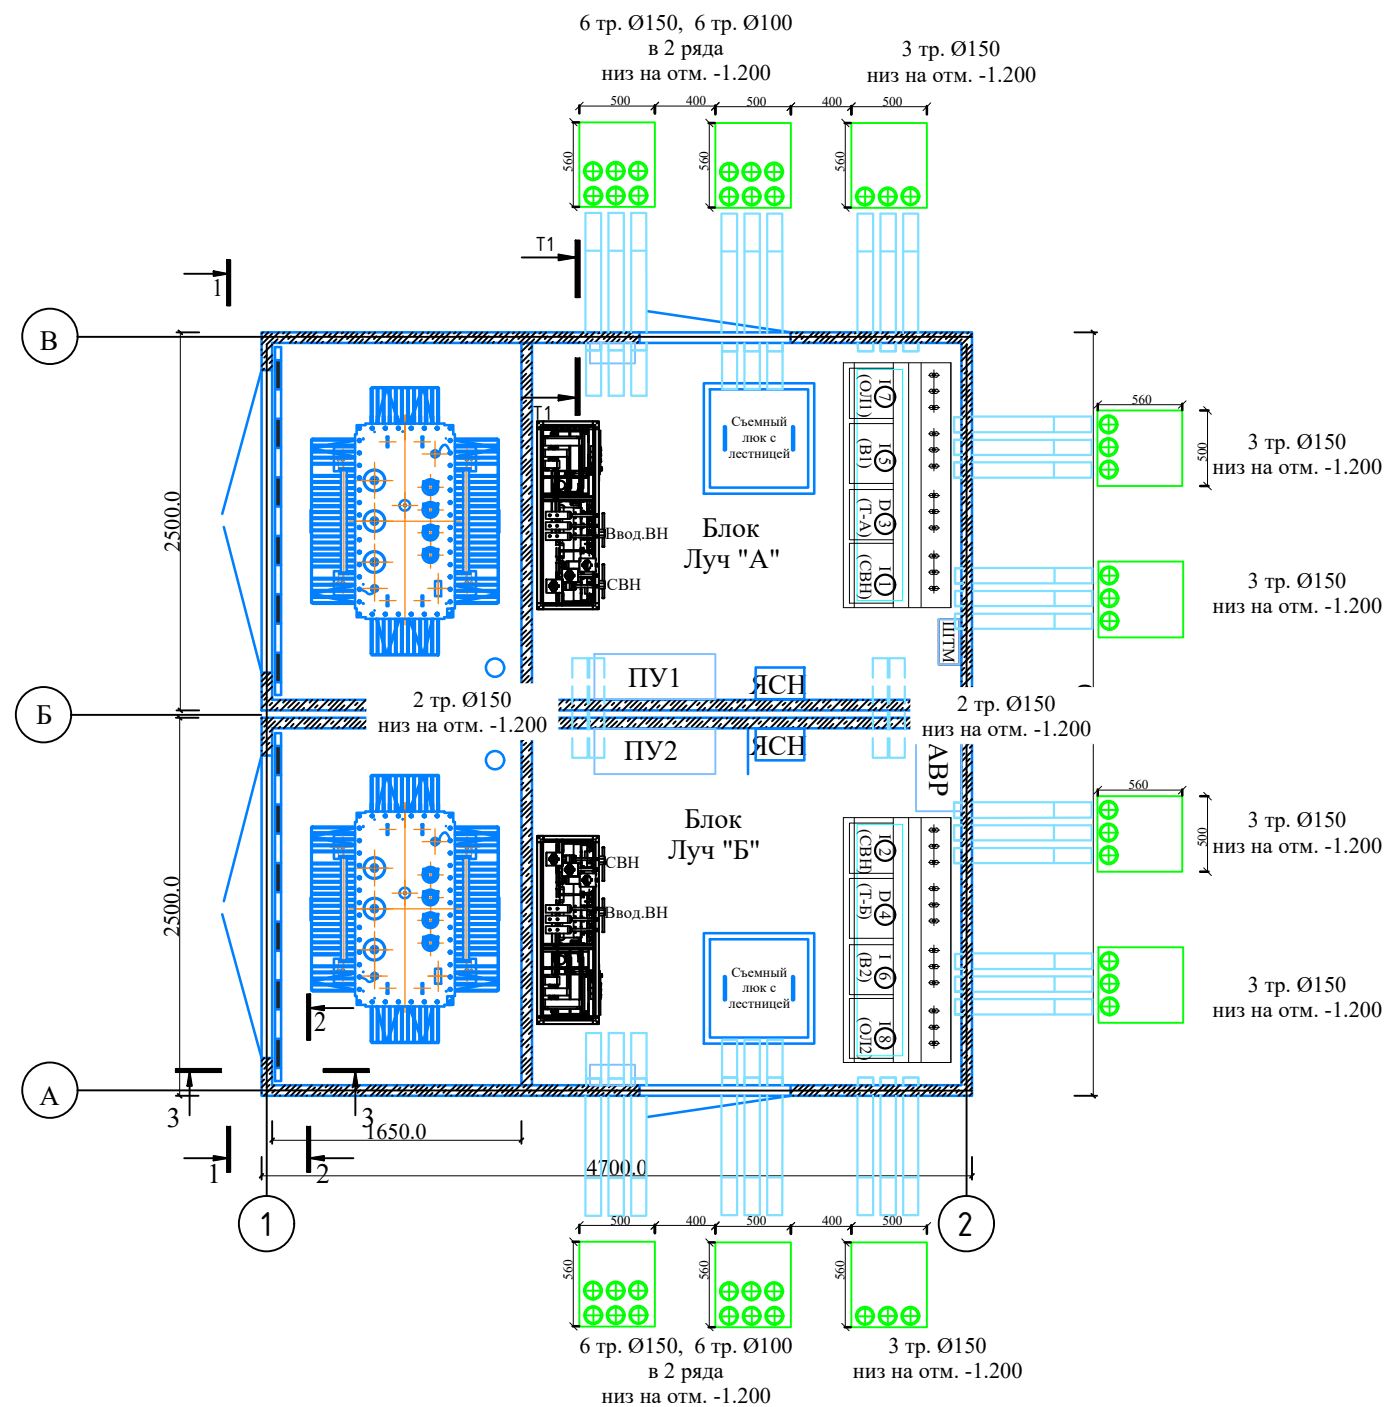 6 тр. Ø150, 6 тр. Ø100
в 2 ряда
низ на отм. -1.200
3 тр. Ø150
низ на отм. -1.200
500
400
500
400
500
560
560
560
Т1
1
В
Т1
Съемный
люк с
лестницей
I 7
(ОЛ1)
I 5
(В1)
D 3
(Т-А)
I 1
(СВН)
560
500
3 тр. Ø150
низ на отм. -1.200
2500.0
Ввод.ВН
СВН
Блок
Луч "А"
3 тр. Ø150
низ на отм. -1.200
ШТМ
ПУ1
ЯСН
Б
2 тр. Ø150
низ на отм. -1.200
2 тр. Ø150
низ на отм. -1.200
ПУ2
ЯСН
АВР
560
500
3 тр. Ø150
низ на отм. -1.200
Блок
Луч "Б"
СВН
Ввод.ВН
2500.0
I 2
(СВН)
D 4
(Т-Б)
I 6
(В2)
I 8
(ОЛ2)
Съемный
люк с
лестницей
3 тр. Ø150
низ на отм. -1.200
2
А
3
3
1650.0
1
2
4700.0
1
2
500
400
500
400
500
560
560
560
6 тр. Ø150, 6 тр. Ø100
в 2 ряда
низ на отм. -1.200
3 тр. Ø150
низ на отм. -1.200